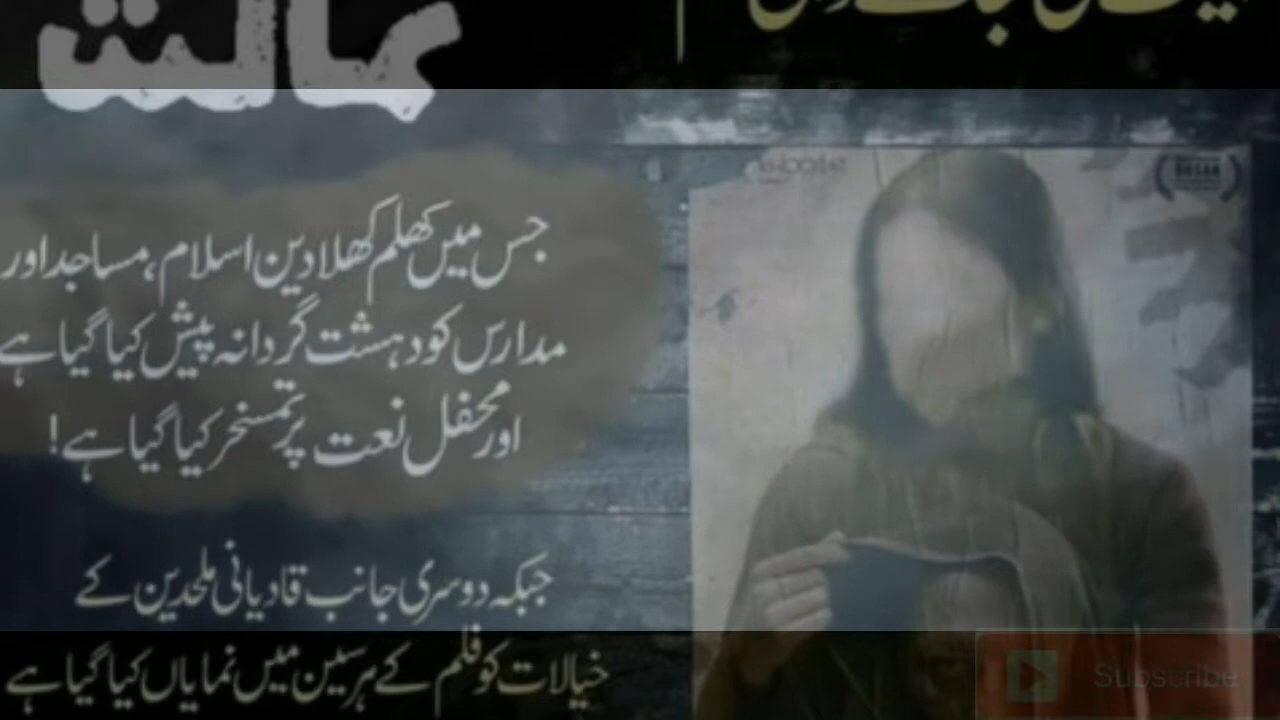 جس میں کھلم کھلا دین اسلام، مساجد اور
مدارس کو دہشت گردانہ پیش کیا گیا ہے
اور محفل نعت پر تمسخر کیا گیا ہے!
جبکہ دوسری جانب قادیانی ملحدین کے
خیالات کو فلم کے ہر سین میں نمایاں کیا گیا ہے
KHOOSAT
BUSAN
Subscribe